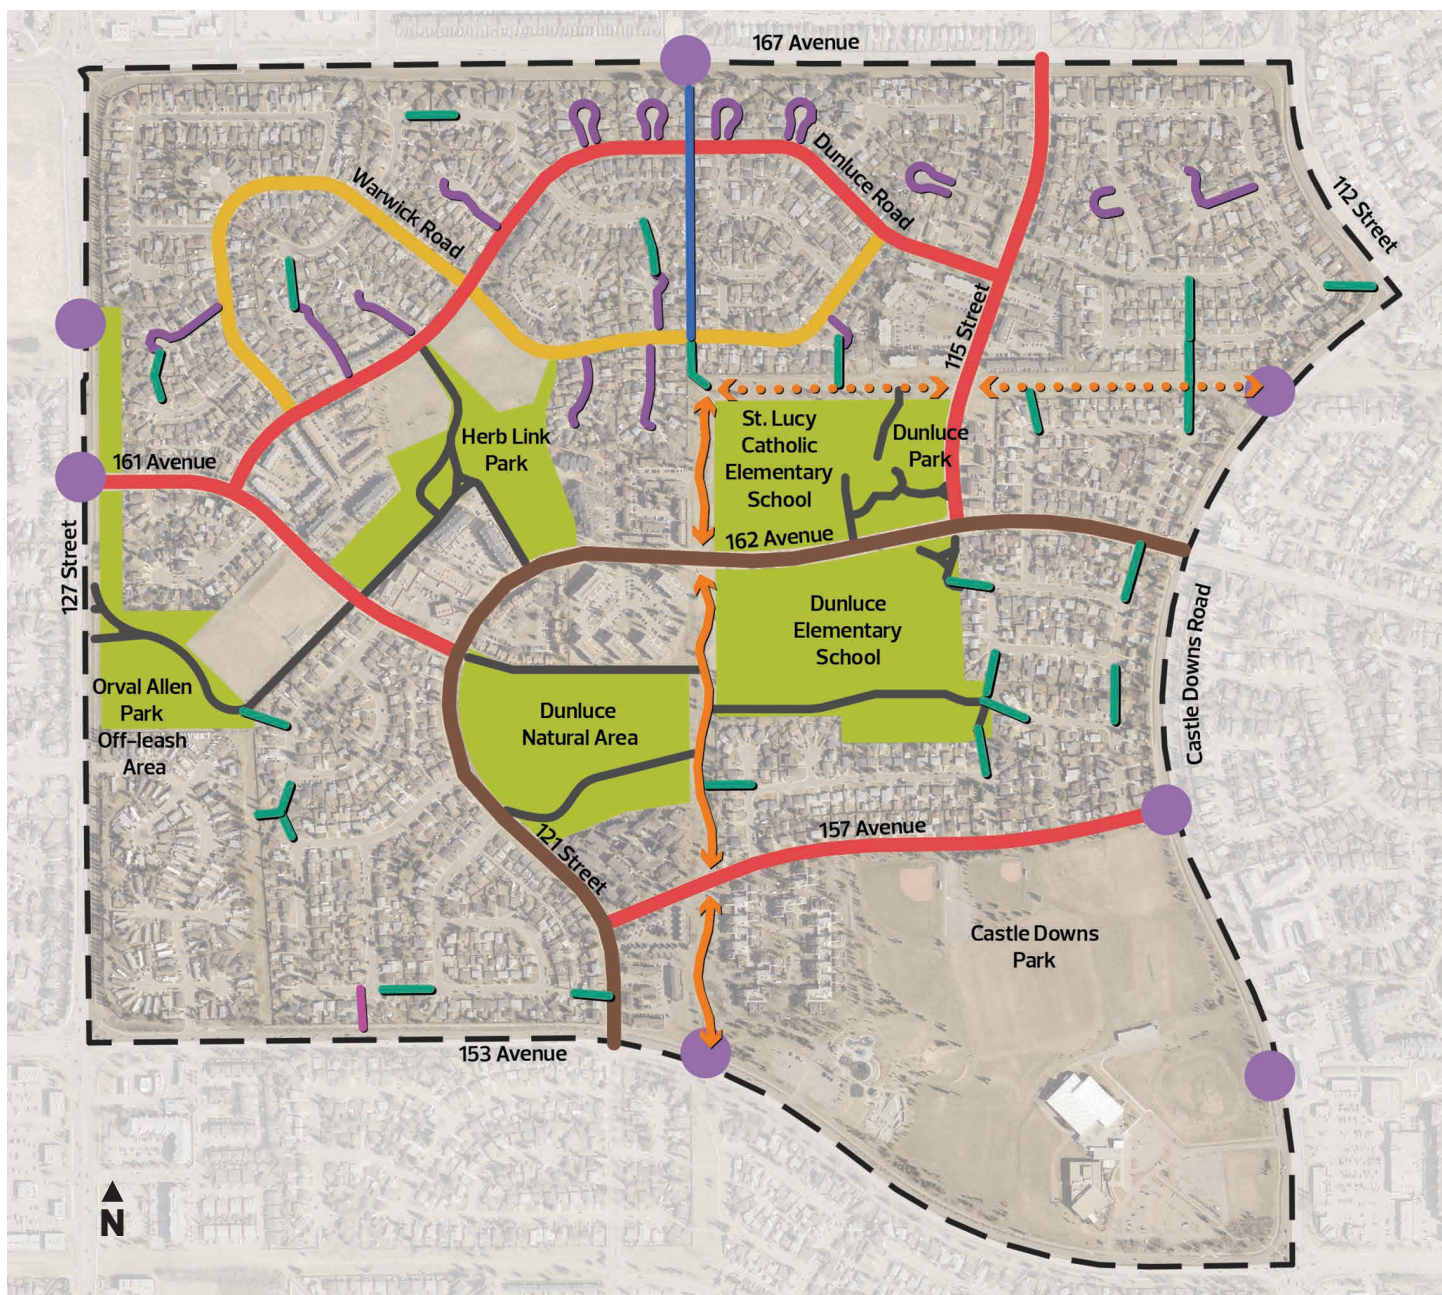 167 Avenue
Dunluce Road
Warwick Road
112 Street
115 Street
St. Lucy
Catholic
Elementary
School
Dunluce
Park
Herb Link
Park
161 Avenue
162 Avenue
127 Street
Dunluce
Elementary
School
Castle Downs Road
Orval Allen
Park
Off-leash
Area
Dunluce
Natural Area
121 Street
157 Avenue
Castle Downs
Park
153 Avenue
N